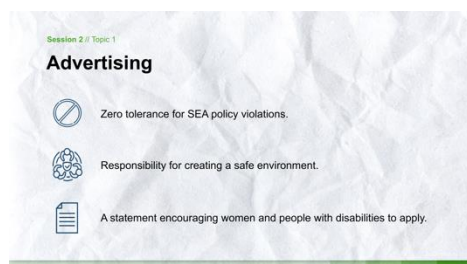 Session 2 // Topic 1
Advertising
Zero tolerance for SEA policy violations.
Responsibility for creating a safe environment.
A statement encouraging women and people with disabilities to apply.